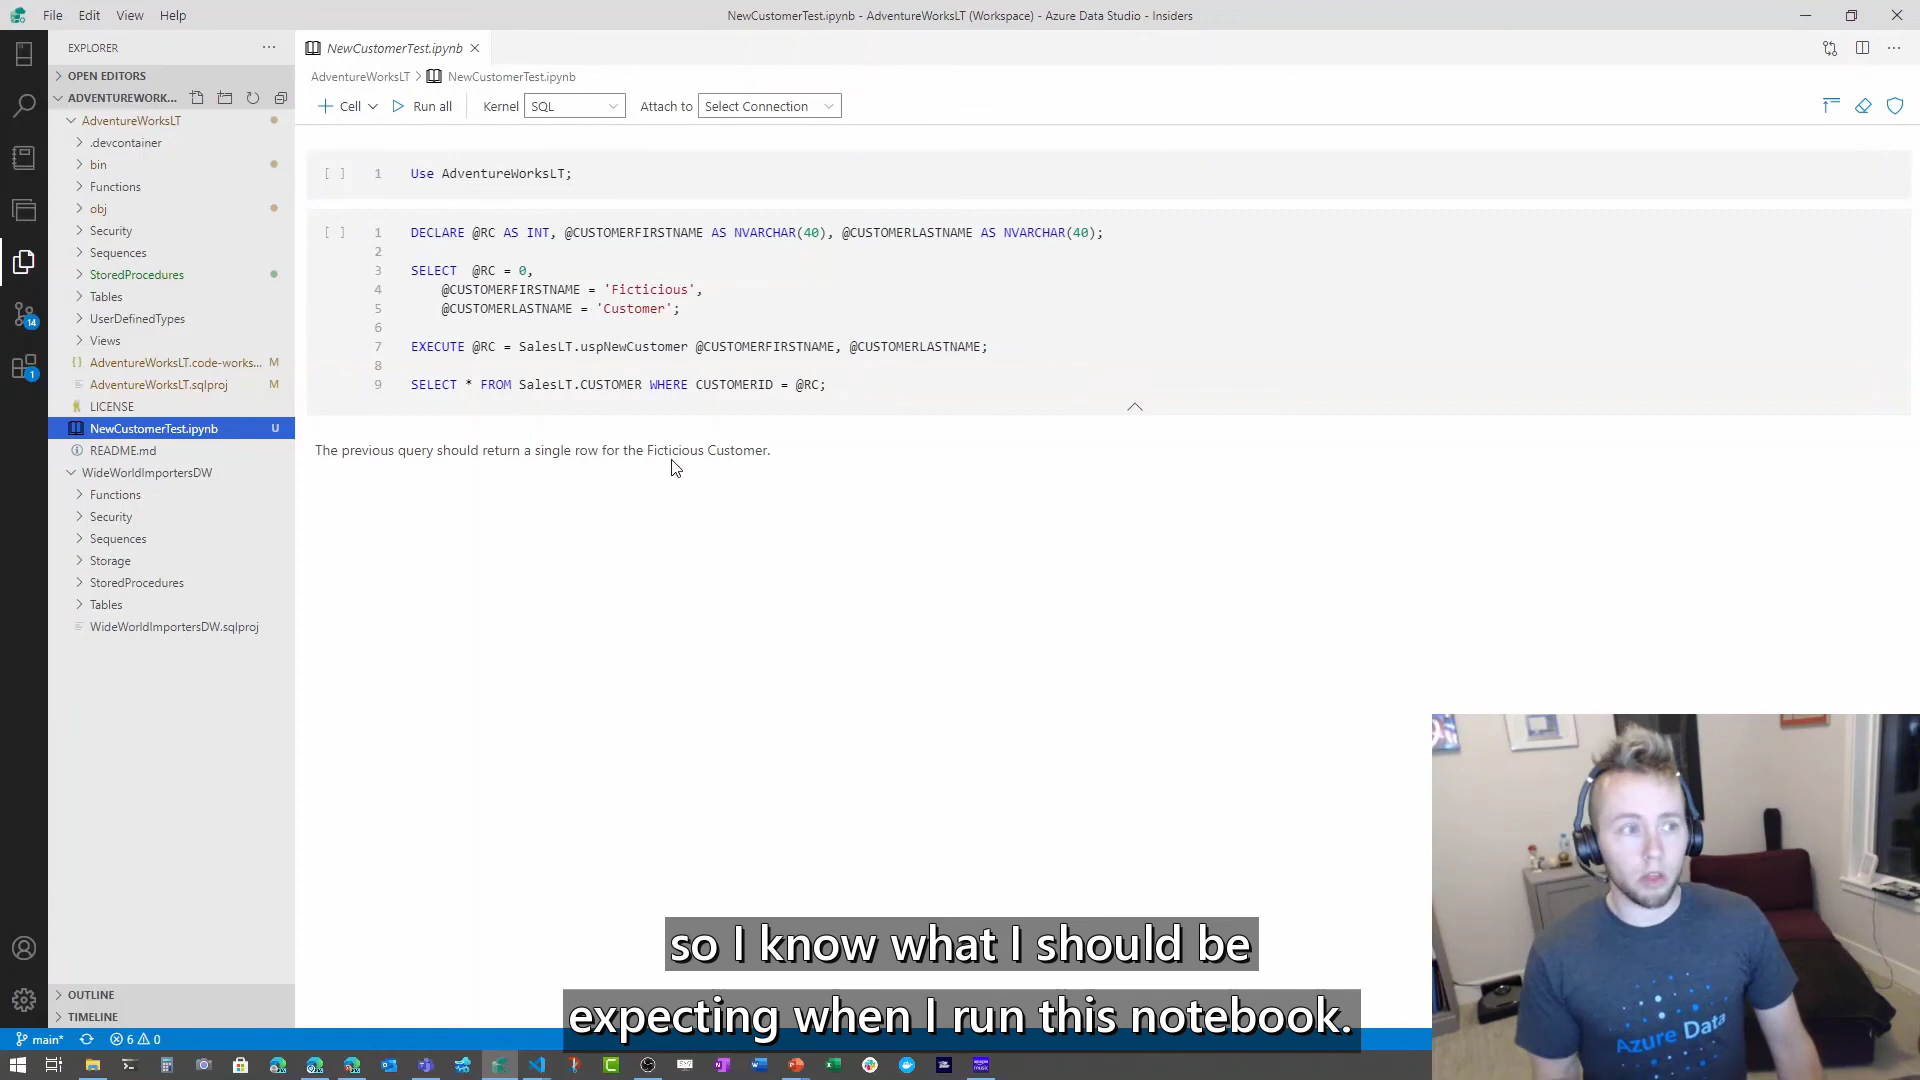 File Edit View Help
NewCustomerTest.ipynb - AdventureWorksLT (Workspace) - Azure Data Studio - Insiders
EXPLORER
OPEN EDITORS
ADVENTUREWORK...
AdventureWorksLT
.devcontainer
bin
Functions
obj
Security
Sequences
StoredProcedures
Tables
UserDefinedTypes
Views
AdventureWorksLT.code-works... M
AdventureWorksLT.sqlproj M
LICENSE
NewCustomerTest.ipynb U
README.md
WideWorldImportersDW
Functions
Security
Sequences
Storage
StoredProcedures
Tables
WideWorldImportersDW.sqlproj
OUTLINE
TIMELINE
14
1
NewCustomerTest.ipynb
AdventureWorksLT > NewCustomerTest.ipynb
Cell Run all Kernel SQL Attach to Select Connection
[ ] 1 Use AdventureWorksLT;
[ ] 1 DECLARE @RC AS INT, @CUSTOMERFIRSTNAME AS NVARCHAR(40), @CUSTOMERLASTNAME AS NVARCHAR(40);
2
3 SELECT @RC = 0,
4 @CUSTOMERFIRSTNAME = 'Ficticious',
5 @CUSTOMERLASTNAME = 'Customer';
6
7 EXECUTE @RC = SalesLT.uspNewCustomer @CUSTOMERFIRSTNAME, @CUSTOMERLASTNAME;
8
9 SELECT * FROM SalesLT.CUSTOMER WHERE CUSTOMERID = @RC;
The previous query should return a single row for the Ficticious Customer.
so I know what I should be
expecting when I run this notebook.
Azure Data
main* 6 0